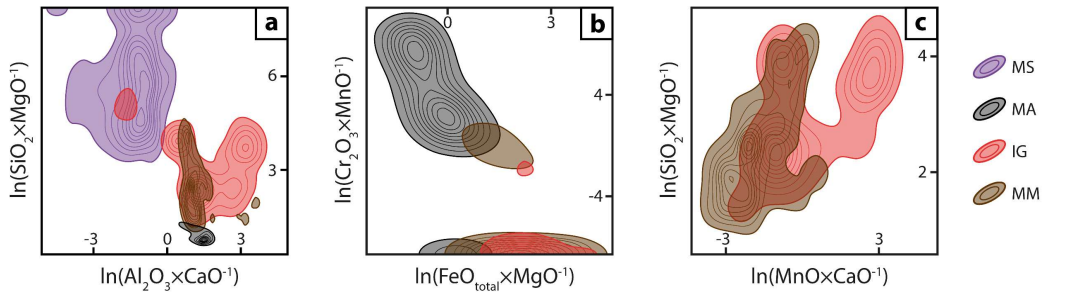 a
ln(SiO₂×MgO⁻¹)
6
3
-3 0 3
ln(Al₂O₃×CaO⁻¹)
b
0 3
ln(Cr₂O₃×MnO⁻¹)
4
-4
ln(FeO_total×MgO⁻¹)
c
ln(SiO₂×MgO⁻¹)
4
2
-3 3
ln(MnO×CaO⁻¹)
MS
MA
IG
MM